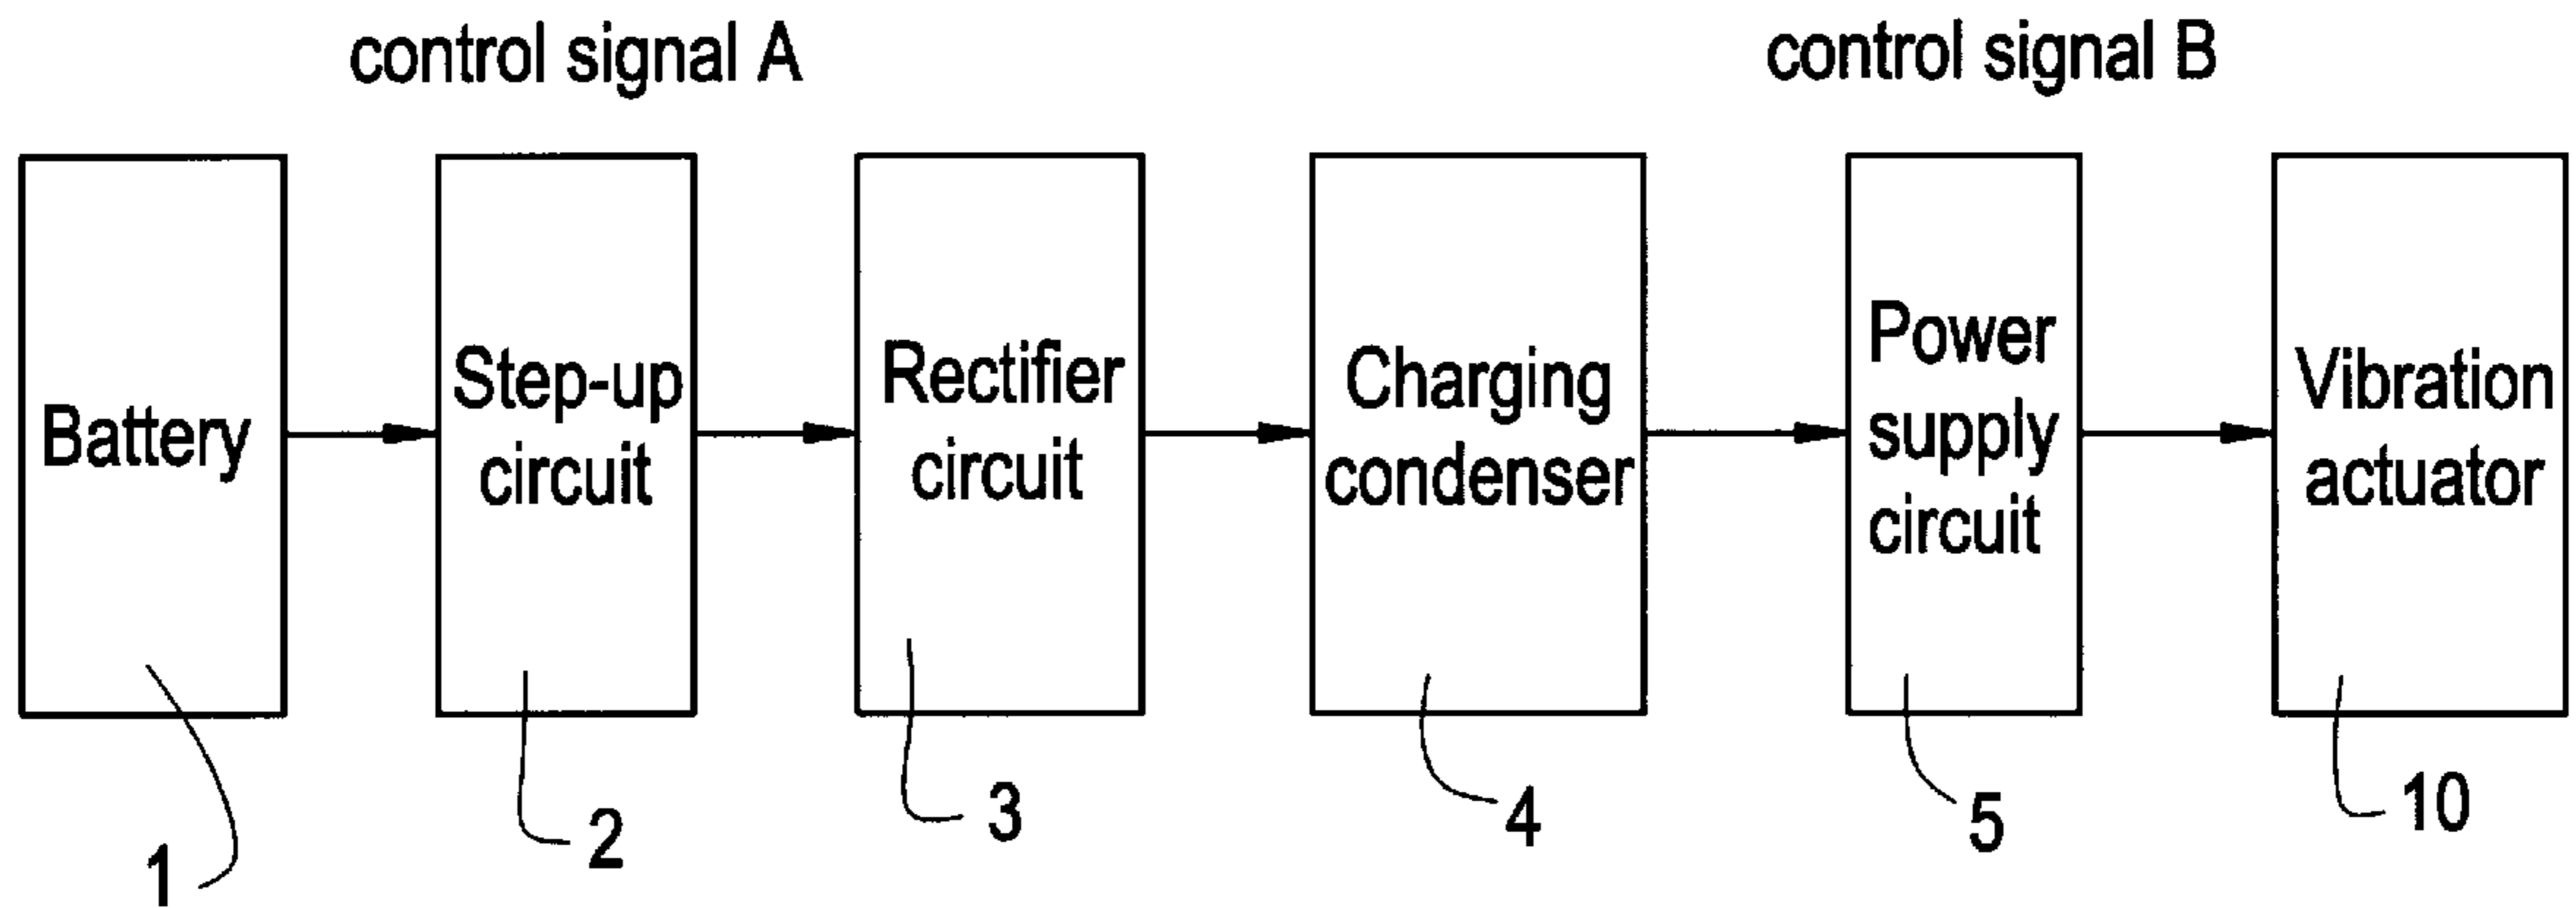 control signal A
control signal B
Battery
Step-up
circuit
Rectifier
circuit
Charging
condenser
Power
supply
circuit
Vibration
actuator
1
2
3
4
5
10